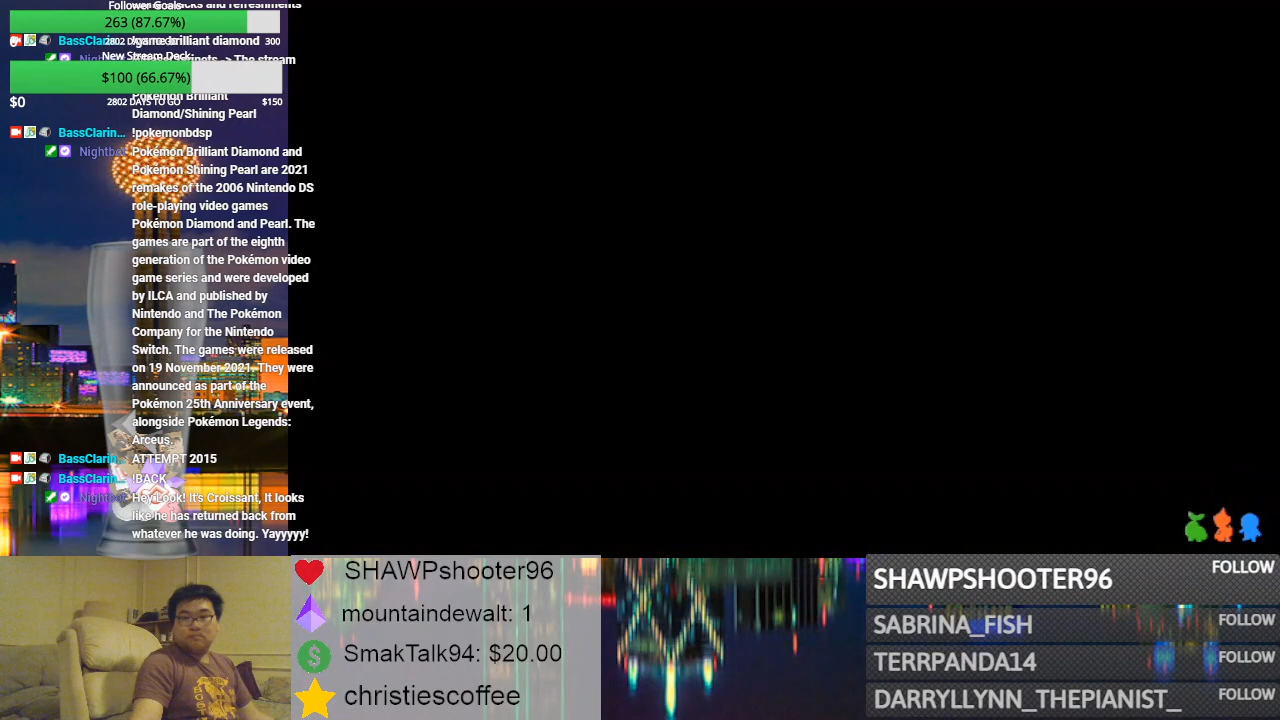 Follower Goals
263 (87.67%)
BassClarin... !game brilliant diamond 300
New Stream Deck
The stream
$100 (66.67%)
$0 2802 DAYS TO GO $150
Pokémon Brilliant
Diamond/Shining Pearl
BassClarin... !pokemonbdsp
Nightbot Pokémon Brilliant Diamond and
Pokémon Shining Pearl are 2021
remakes of the 2006 Nintendo DS
role-playing video games
Pokémon Diamond and Pearl. The
games are part of the eighth
generation of the Pokémon video
game series and were developed
by ILCA and published by
Nintendo and The Pokémon
Company for the Nintendo
Switch. The games were released
on 19 November 2021. They were
announced as part of the
Pokémon 25th Anniversary event,
alongside Pokémon Legends:
Arceus.
BassClarin... ATTEMPT 2015
BassClarin... !BACK
Nightbot Hey Look! It's Croissant, It looks
like he has returned back from
whatever he was doing. Yayyyyy!
SHAWPshooter96
mountaindewalt: 1
SmakTalk94: $20.00
christiescoffee
SHAWPSHOOTER96 FOLLOW
SABRINA_FISH FOLLOW
TERRPANDA14 FOLLOW
DARRYLLYNN_THEPIANIST_ FOLLOW